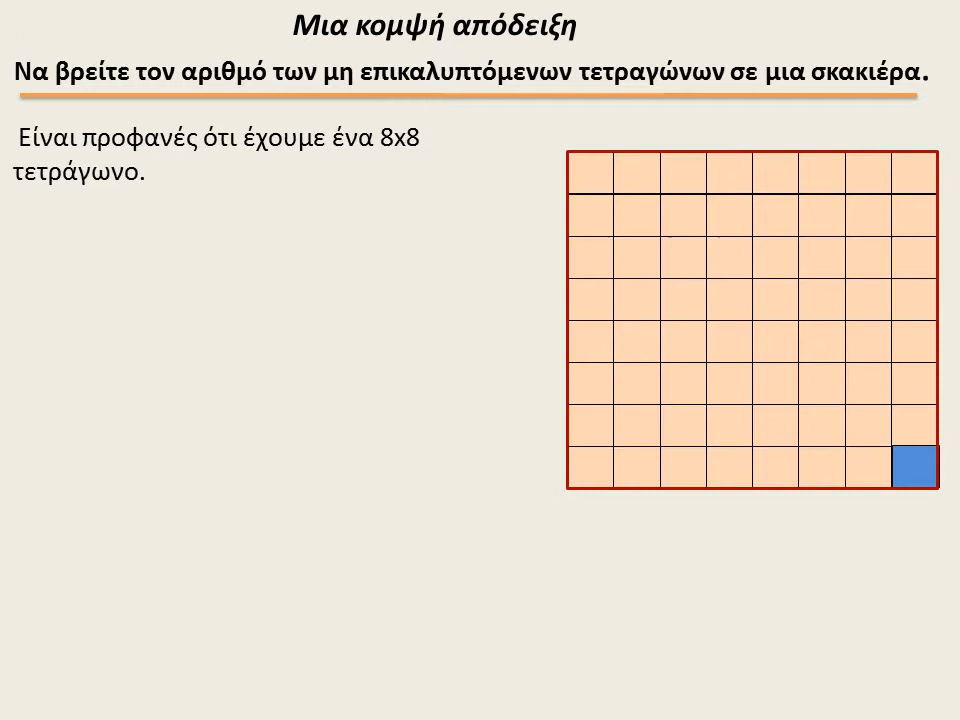 Μια κομψή απόδειξη
Να βρείτε τον αριθμό των μη επικαλυπτόμενων τετραγώνων σε μια σκακιέρα.
Είναι προφανές ότι έχουμε ένα 8x8
τετράγωνο.